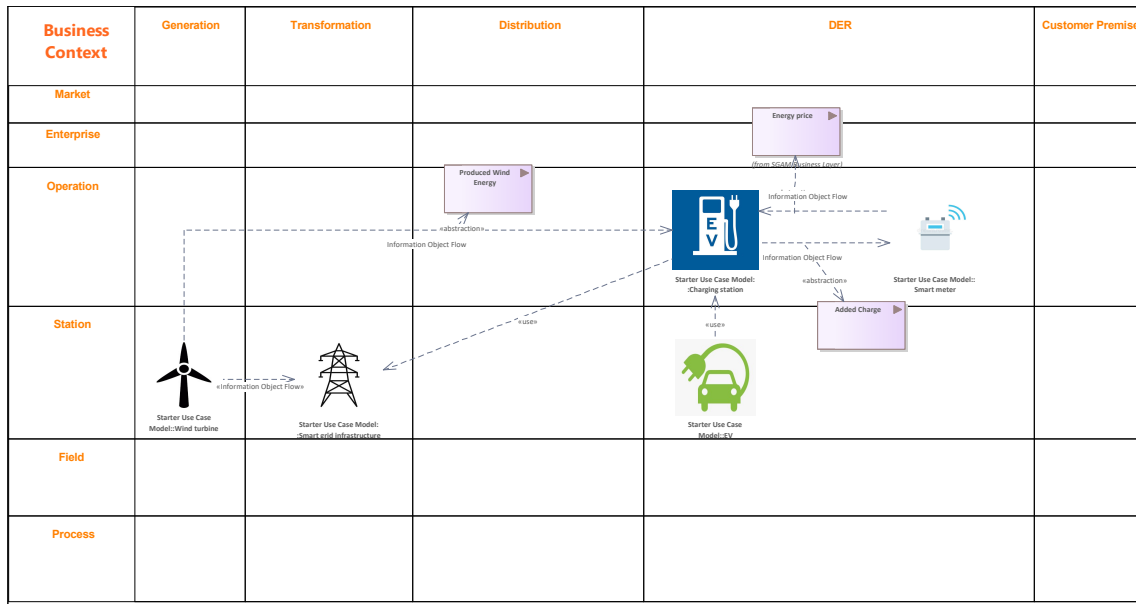 Business
Context
Generation
Transformation
Distribution
DER
Customer Premise
Market
Enterprise
Energy price
(from SGAM Business Layer)
Operation
Produced Wind
Energy
«abstraction»
Information Object Flow
EV
Information Object Flow
Information Object Flow
«abstraction»
Starter Use Case Model:
:Charging station
Starter Use Case Model::
Smart meter
Station
«use»
«use»
Added Charge
«Information Object Flow»
Starter Use Case
Model::Wind turbine
Starter Use Case Model:
:Smart grid infrastructure
Starter Use Case
Model::EV
Field
Process